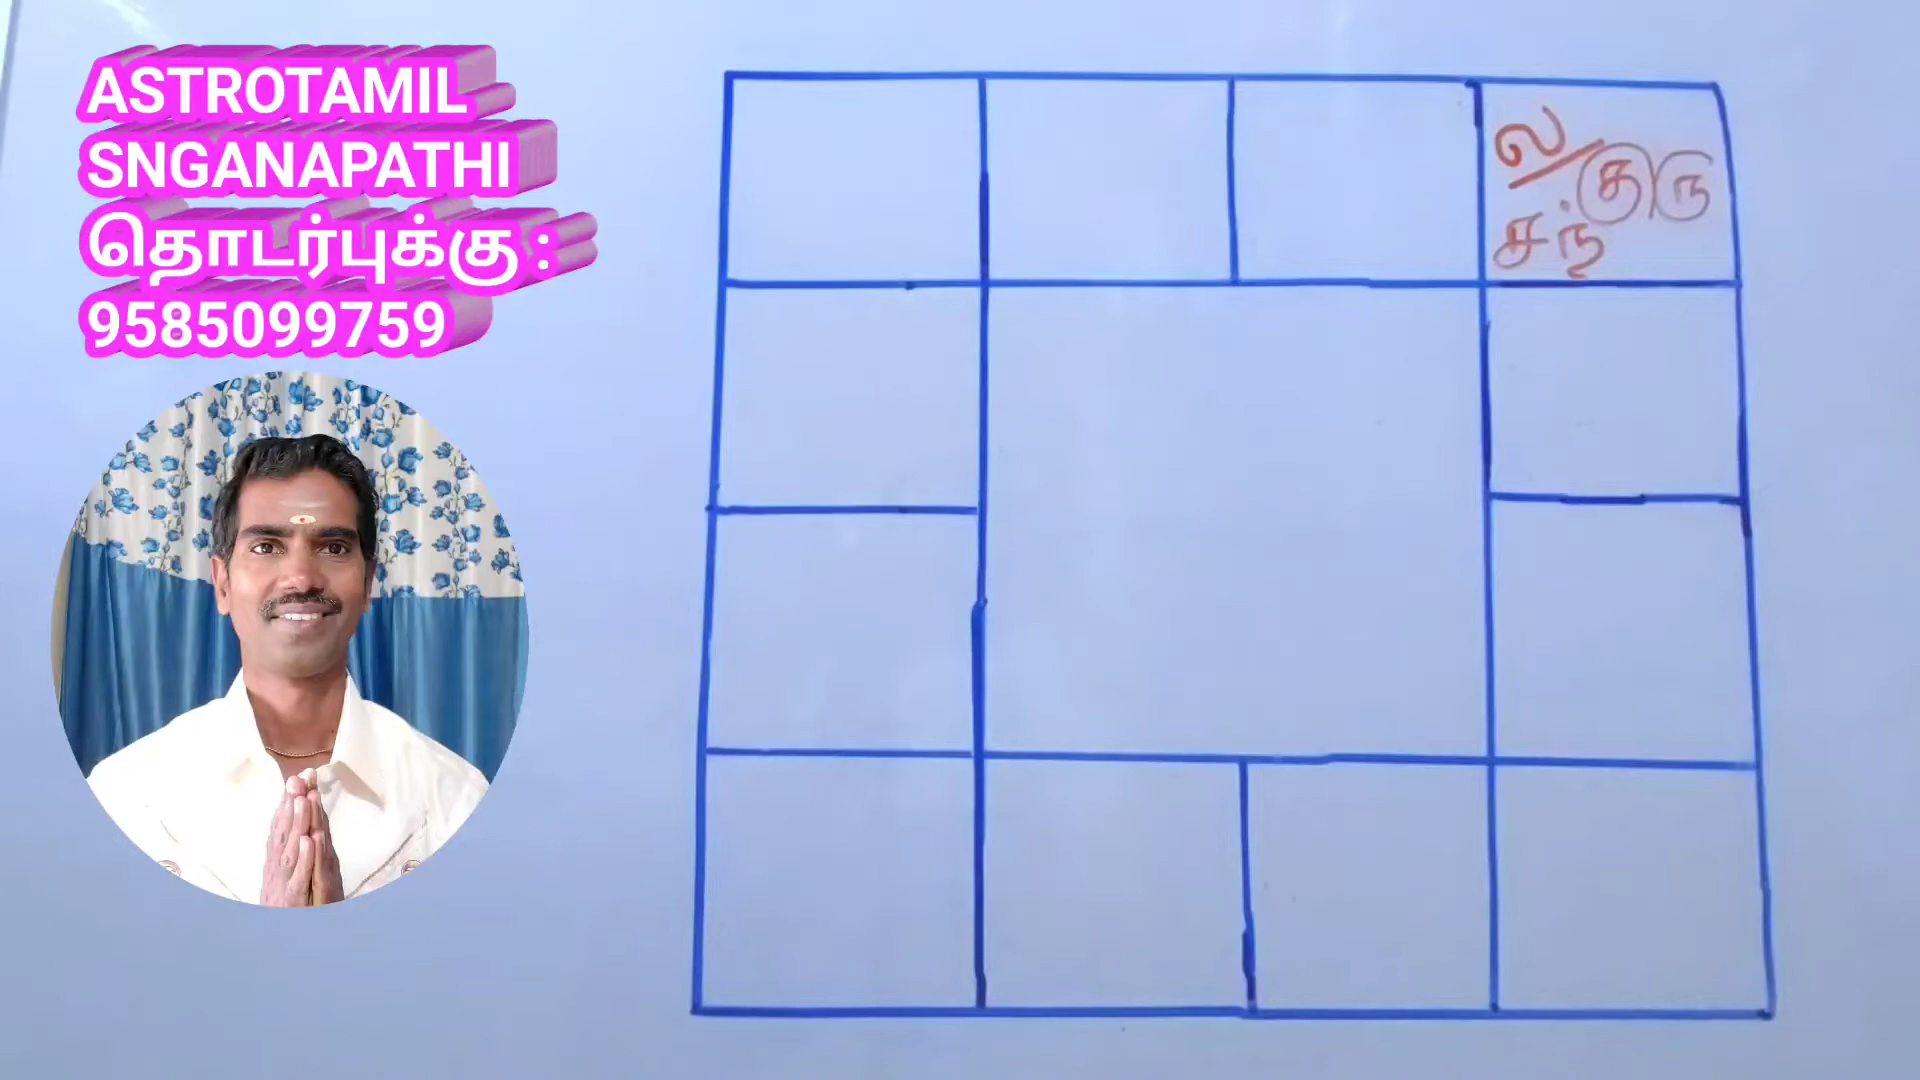 ASTROTAMIL
SNGANAPATHI
தொடர்புக்கு :
9585099759
ல/
குரு
சந்